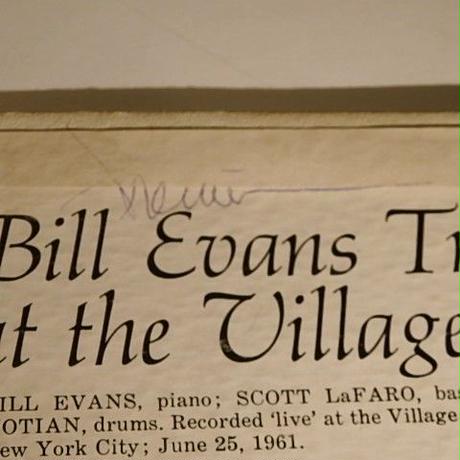 Bill Evans Tr
at the Village
ILL EVANS, piano; SCOTT LaFARO, bas
OTIAN, drums. Recorded 'live' at the Village
ew York City; June 25, 1961.